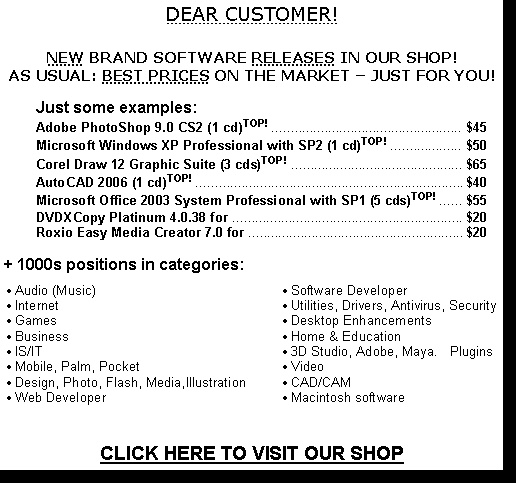 DEAR CUSTOMER!
NEW BRAND SOFTWARE RELEASES IN OUR SHOP!
AS USUAL: BEST PRICES ON THE MARKET – JUST FOR YOU!
Just some examples:
Adobe PhotoShop 9.0 CS2 (1 cd)TOP! ................................................ $45
Microsoft Windows XP Professional with SP2 (1 cd)TOP! .................. $50
Corel Draw 12 Graphic Suite (3 cds)TOP! ........................................... $65
AutoCAD 2006 (1 cd)TOP! ................................................................... $40
Microsoft Office 2003 System Professional with SP1 (5 cds)TOP! ...... $55
DVDXCopy Platinum 4.0.38 for .......................................................... $20
Roxio Easy Media Creator 7.0 for ...................................................... $20
+ 1000s positions in categories:
• Audio (Music)
• Internet
• Games
• Business
• IS/IT
• Mobile, Palm, Pocket
• Design, Photo, Flash, Media,Illustration
• Web Developer
• Software Developer
• Utilities, Drivers, Antivirus, Security
• Desktop Enhancements
• Home & Education
• 3D Studio, Adobe, Maya. Plugins
• Video
• CAD/CAM
• Macintosh software
CLICK HERE TO VISIT OUR SHOP